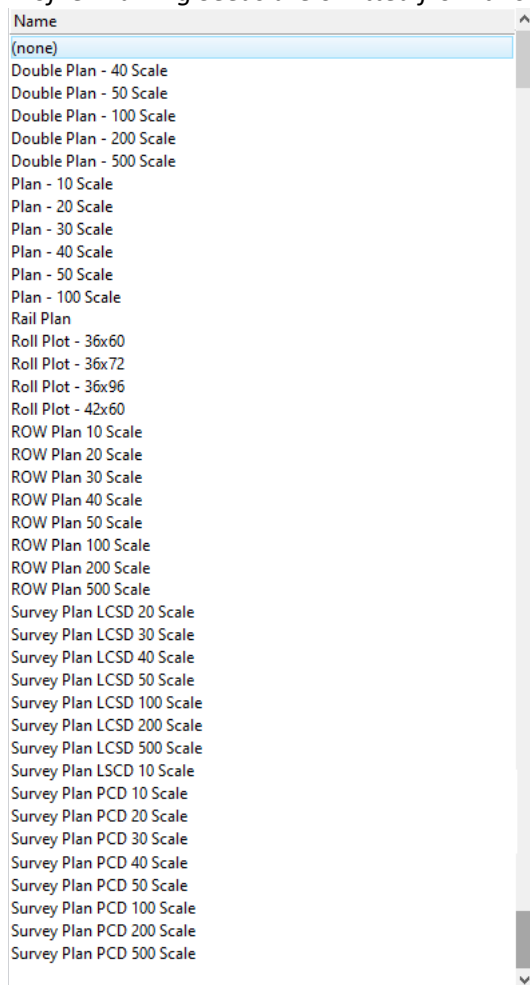 Name
(none)
Double Plan - 40 Scale
Double Plan - 50 Scale
Double Plan - 100 Scale
Double Plan - 200 Scale
Double Plan - 500 Scale
Plan - 10 Scale
Plan - 20 Scale
Plan - 30 Scale
Plan - 40 Scale
Plan - 50 Scale
Plan - 100 Scale
Rail Plan
Roll Plot - 36x60
Roll Plot - 36x72
Roll Plot - 36x96
Roll Plot - 42x60
ROW Plan 10 Scale
ROW Plan 20 Scale
ROW Plan 30 Scale
ROW Plan 40 Scale
ROW Plan 50 Scale
ROW Plan 100 Scale
ROW Plan 200 Scale
ROW Plan 500 Scale
Survey Plan LCSD 20 Scale
Survey Plan LCSD 30 Scale
Survey Plan LCSD 40 Scale
Survey Plan LCSD 50 Scale
Survey Plan LCSD 100 Scale
Survey Plan LCSD 200 Scale
Survey Plan LCSD 500 Scale
Survey Plan LSCD 10 Scale
Survey Plan PCD 10 Scale
Survey Plan PCD 20 Scale
Survey Plan PCD 30 Scale
Survey Plan PCD 40 Scale
Survey Plan PCD 50 Scale
Survey Plan PCD 100 Scale
Survey Plan PCD 200 Scale
Survey Plan PCD 500 Scale